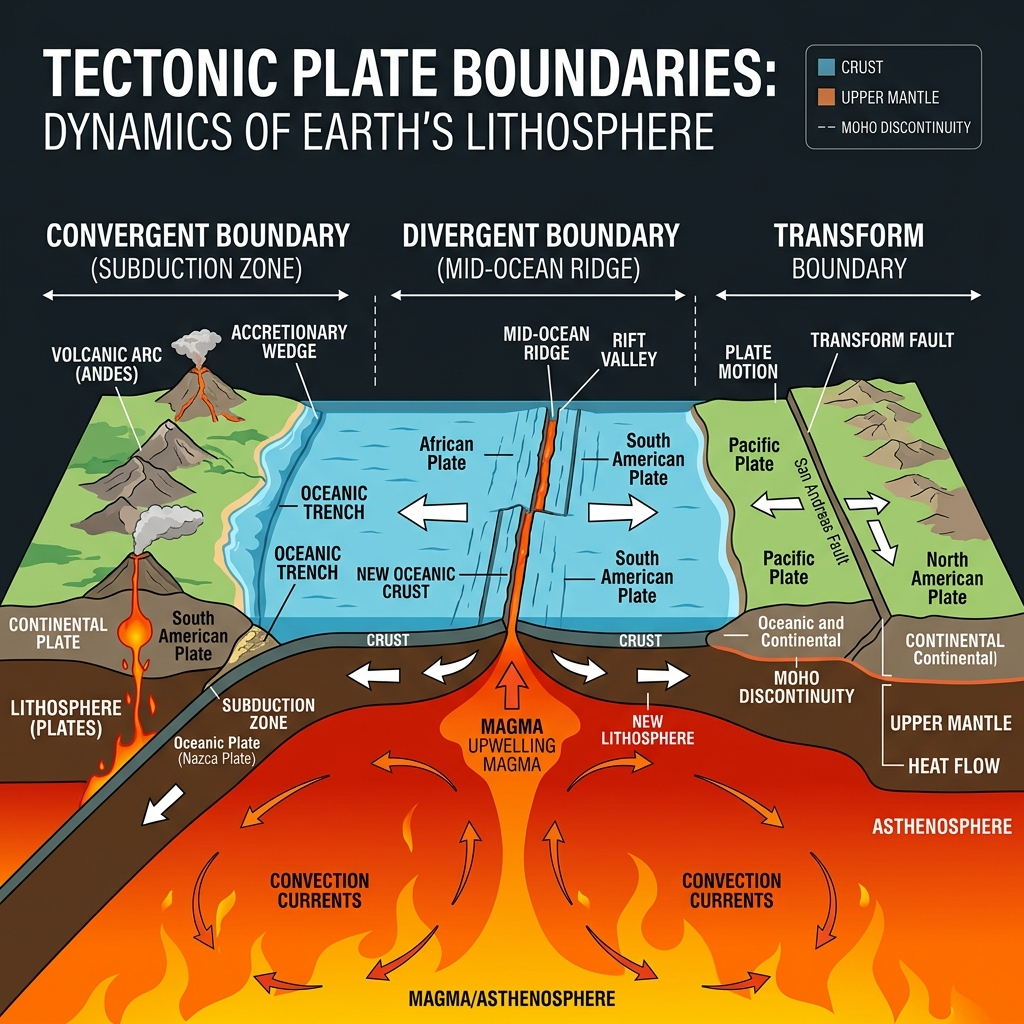 TECTONIC PLATE BOUNDARIES:
DYNAMICS OF EARTH'S LITHOSPHERE
CRUST
UPPER MANTLE
MOHO DISCONTINUITY
CONVERGENT BOUNDARY
(SUBDUCTION ZONE)
DIVERGENT BOUNDARY
(MID-OCEAN RIDGE)
TRANSFORM
BOUNDARY
VOLCANIC ARC
(ANDES)
ACCRETIONARY
WEDGE
MID-OCEAN
RIDGE
RIFT
VALLEY
PLATE
MOTION
TRANSFORM FAULT
African
Plate
South
American
Plate
Pacific
Plate
San Andreas Fault
OCEANIC
TRENCH
OCEANIC
TRENCH
NEW OCEANIC
CRUST
South
American
Plate
Pacific
Plate
North
American
Plate
CONTINENTAL
PLATE
South
American
Plate
CRUST
CRUST
Oceanic and
Continental
CONTINENTAL
Continental)
MOHO
DISCONTINUITY
LITHOSPHERE
(PLATES)
SUBDUCTION
ZONE
Oceanic Plate
(Nazca Plate)
MAGMA
UPWELLING
MAGMA
NEW
LITHOSPHERE
UPPER MANTLE
HEAT FLOW
ASTHENOSPHERE
CONVECTION
CURRENTS
CONVECTION
CURRENTS
MAGMA/ASTHENOSPHERE